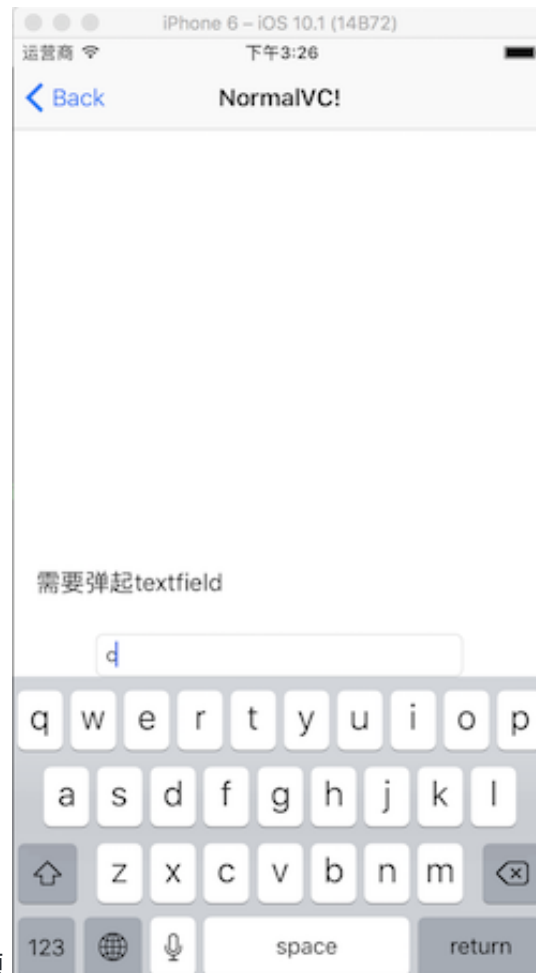 iPhone 6 – iOS 10.1 (14B72)
运营商 下午3:26
Back NormalVC!
需要弹起textfield
q w e r t y u i o p
a s d f g h j k l
z x c v b n m
123 space return